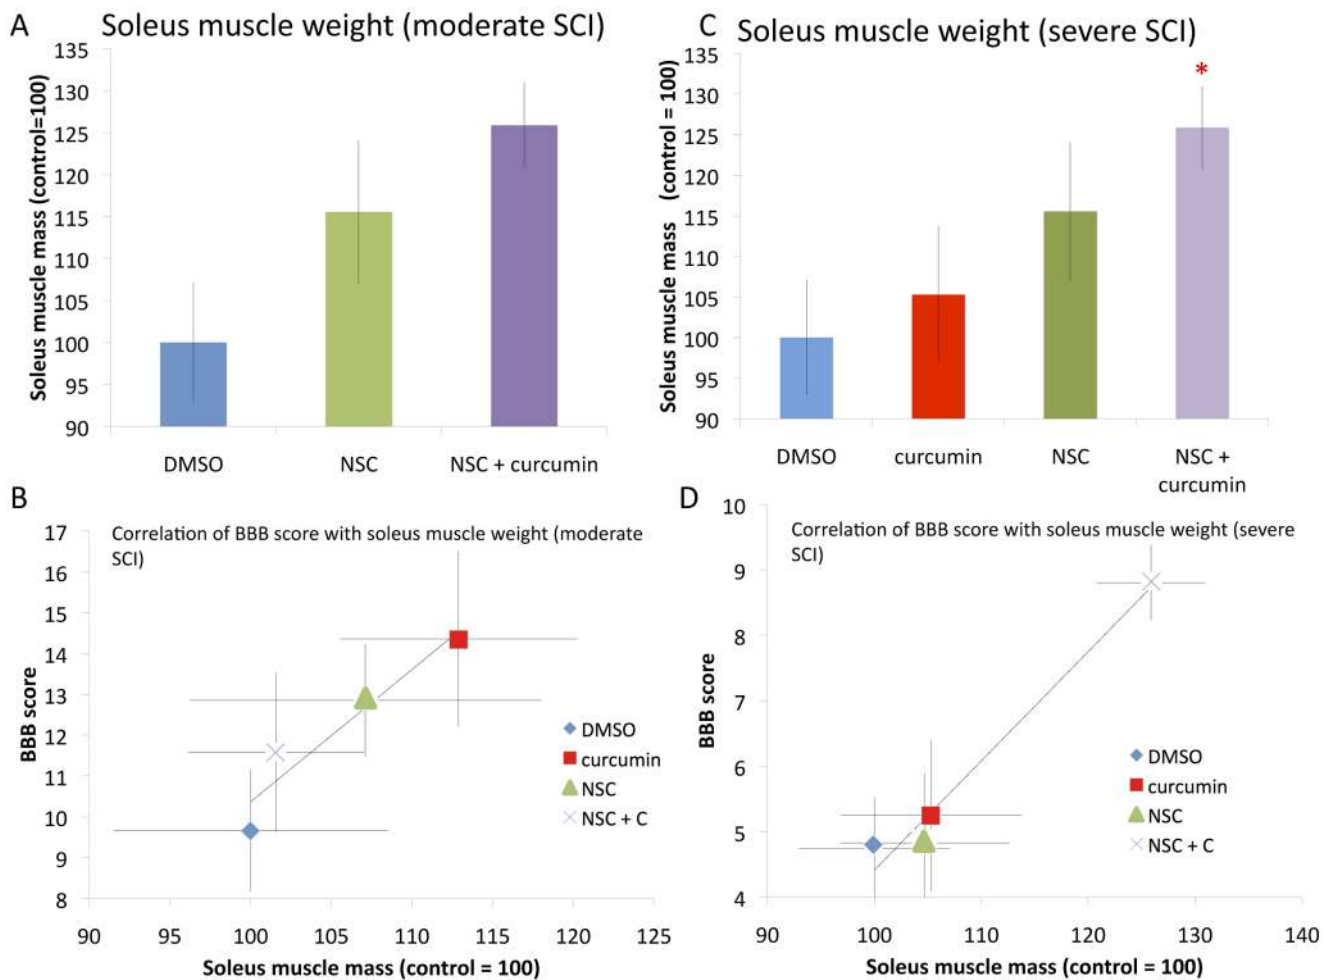 A
Soleus muscle weight (moderate SCI)
Soleus muscle mass (control=100)
135
130
125
120
115
110
105
100
95
90
DMSO
NSC
NSC + curcumin
C
Soleus muscle weight (severe SCI)
Soleus muscle mass (control = 100)
135
130
125
120
115
110
105
100
95
90
*
DMSO
curcumin
NSC
NSC +
curcumin
B
Correlation of BBB score with soleus muscle weight (moderate
SCI)
BBB score
17
16
15
14
13
12
11
10
9
8
DMSO
curcumin
NSC
NSC + C
90
95
100
105
110
115
120
125
Soleus muscle mass (control = 100)
D
Correlation of BBB score with soleus muscle weight (severe
SCI)
BBB score
10
9
8
7
6
5
4
DMSO
curcumin
NSC
NSC + C
90
100
110
120
130
140
Soleus muscle mass (control = 100)